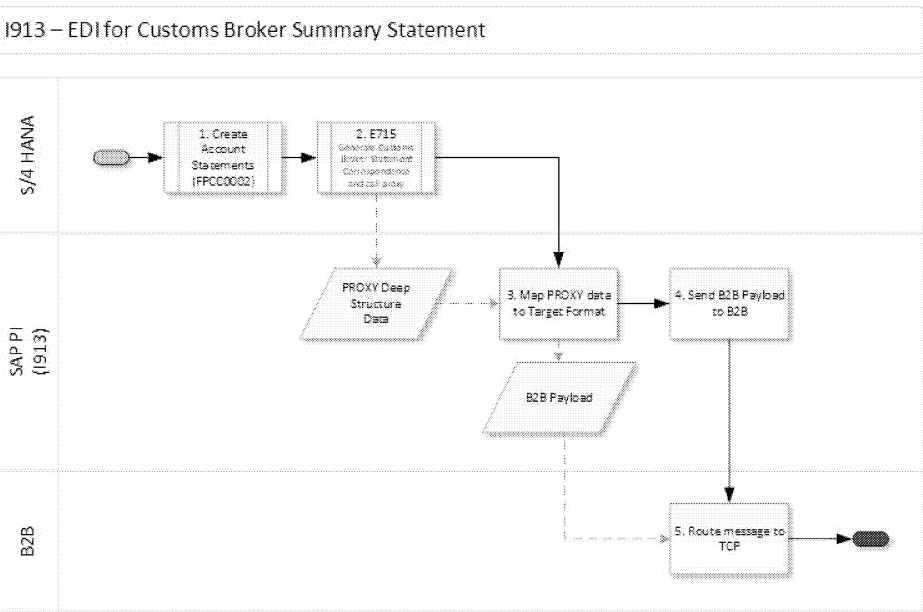 I913 – EDI for Customs Broker Summary Statement
S/4 HANA
1. Create
Account
Statements
(FPCC0002)
2. E715
Generate Customs
Broker Statement
Correspondence
and call proxy
SAP PI
(I913)
PROXY Deep
Structure
Data
3. Map PROXY data
to Target Format
4. Send B2B Payload
to B2B
B2B Payload
B2B
5. Route message to
TCP